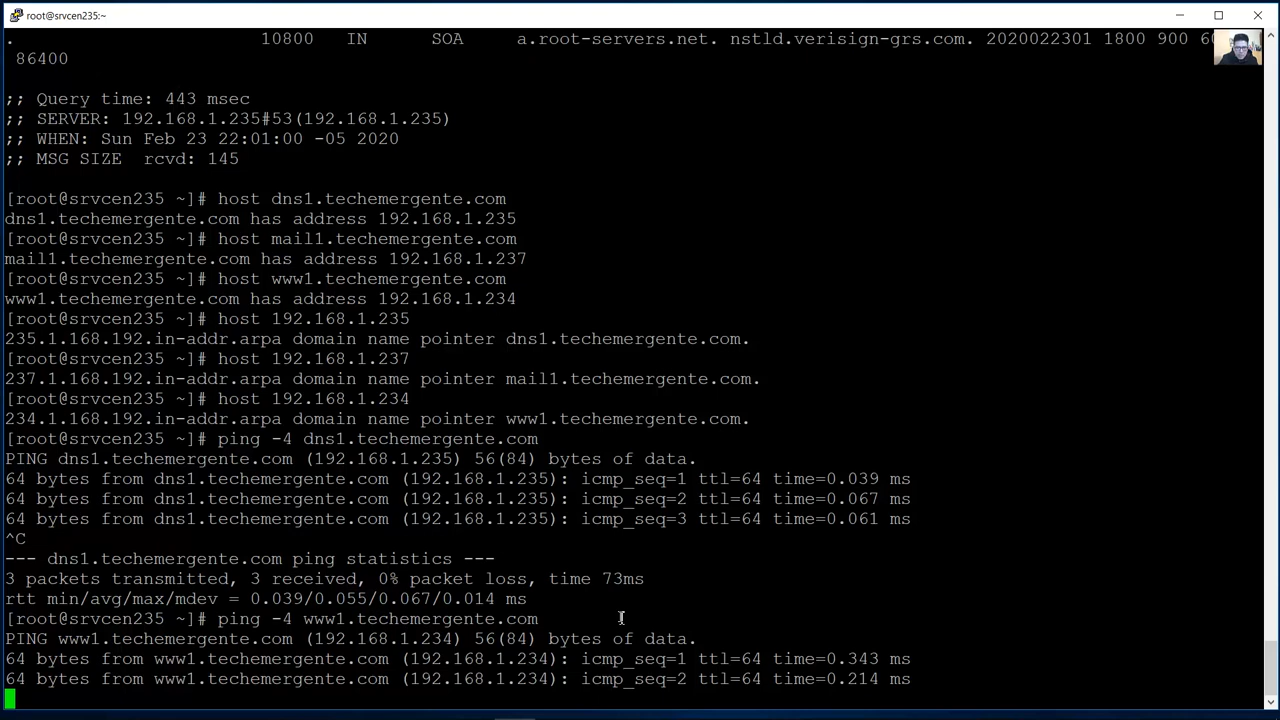 root@srvcen235:~
. 10800 IN SOA a.root-servers.net. nstld.verisign-grs.com. 2020022301 1800 900
86400
;; Query time: 443 msec
;; SERVER: 192.168.1.235#53(192.168.1.235)
;; WHEN: Sun Feb 23 22:01:00 -05 2020
;; MSG SIZE  rcvd: 145
[root@srvcen235 ~]# host dns1.techemergente.com
dns1.techemergente.com has address 192.168.1.235
[root@srvcen235 ~]# host mail1.techemergente.com
mail1.techemergente.com has address 192.168.1.237
[root@srvcen235 ~]# host www1.techemergente.com
www1.techemergente.com has address 192.168.1.234
[root@srvcen235 ~]# host 192.168.1.235
235.1.168.192.in-addr.arpa domain name pointer dns1.techemergente.com.
[root@srvcen235 ~]# host 192.168.1.237
237.1.168.192.in-addr.arpa domain name pointer mail1.techemergente.com.
[root@srvcen235 ~]# host 192.168.1.234
234.1.168.192.in-addr.arpa domain name pointer www1.techemergente.com.
[root@srvcen235 ~]# ping -4 dns1.techemergente.com
PING dns1.techemergente.com (192.168.1.235) 56(84) bytes of data.
64 bytes from dns1.techemergente.com (192.168.1.235): icmp_seq=1 ttl=64 time=0.039 ms
64 bytes from dns1.techemergente.com (192.168.1.235): icmp_seq=2 ttl=64 time=0.067 ms
64 bytes from dns1.techemergente.com (192.168.1.235): icmp_seq=3 ttl=64 time=0.061 ms
^C
--- dns1.techemergente.com ping statistics ---
3 packets transmitted, 3 received, 0% packet loss, time 73ms
rtt min/avg/max/mdev = 0.039/0.055/0.067/0.014 ms
[root@srvcen235 ~]# ping -4 www1.techemergente.com
PING www1.techemergente.com (192.168.1.234) 56(84) bytes of data.
64 bytes from www1.techemergente.com (192.168.1.234): icmp_seq=1 ttl=64 time=0.343 ms
64 bytes from www1.techemergente.com (192.168.1.234): icmp_seq=2 ttl=64 time=0.214 ms